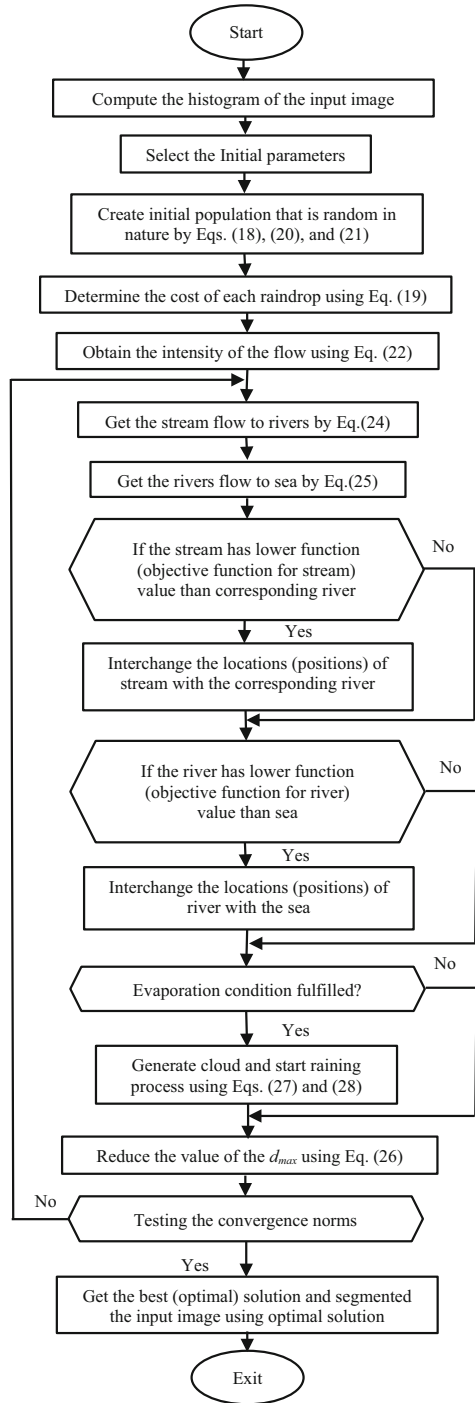 Start
Compute the histogram of the input image
Select the Initial parameters
Create initial population that is random in
nature by Eqs. (18), (20), and (21)
Determine the cost of each raindrop using Eq. (19)
Obtain the intensity of the flow using Eq. (22)
Get the stream flow to rivers by Eq.(24)
Get the rivers flow to sea by Eq.(25)
If the stream has lower function
(objective function for stream)
value than corresponding river
No
Yes
Interchange the locations (positions) of
stream with the corresponding river
If the river has lower function
(objective function for river)
value than sea
No
Yes
Interchange the locations (positions) of
river with the sea
No
Evaporation condition fulfilled?
Yes
Generate cloud and start raining
process using Eqs. (27) and (28)
Reduce the value of the dmax using Eq. (26)
No
Testing the convergence norms
Yes
Get the best (optimal) solution and segmented
the input image using optimal solution
Exit